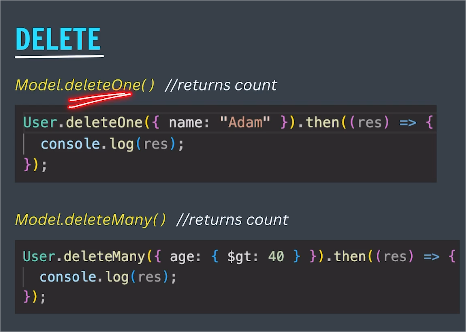 DELETE
Model.deleteOne( ) //returns count
User.deleteOne({ name: "Adam" }).then((res) => {
console.log(res);
});
Model.deleteMany( ) //returns count
User.deleteMany({ age: { $gt: 40 } }).then((res) => {
console.log(res);
});